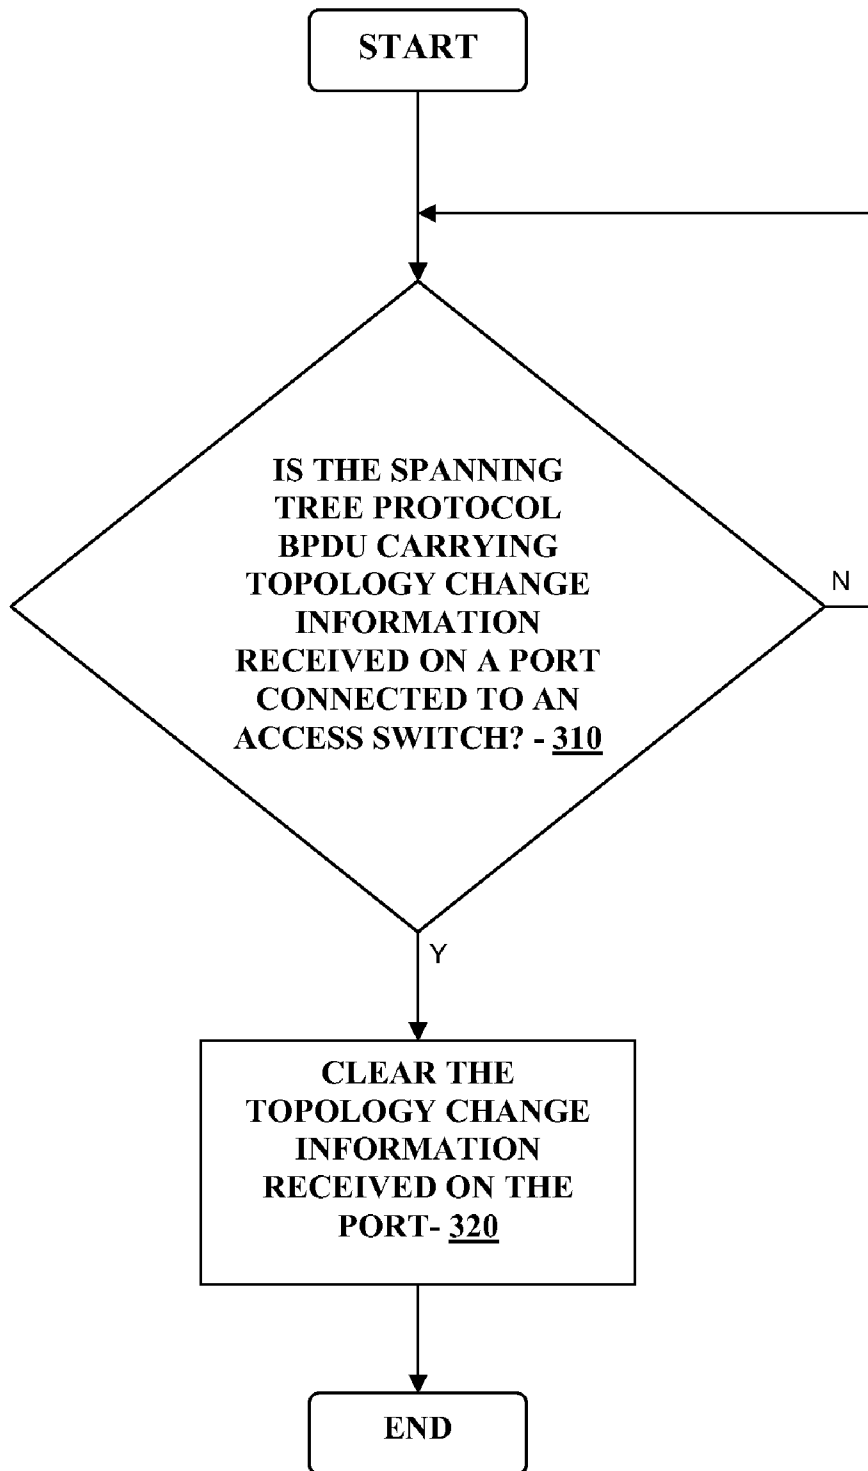 START
IS THE SPANNING
TREE PROTOCOL
BPDU CARRYING
TOPOLOGY CHANGE
INFORMATION
RECEIVED ON A PORT
CONNECTED TO AN
ACCESS SWITCH? - 310
N
Y
CLEAR THE
TOPOLOGY CHANGE
INFORMATION
RECEIVED ON THE
PORT- 320
END